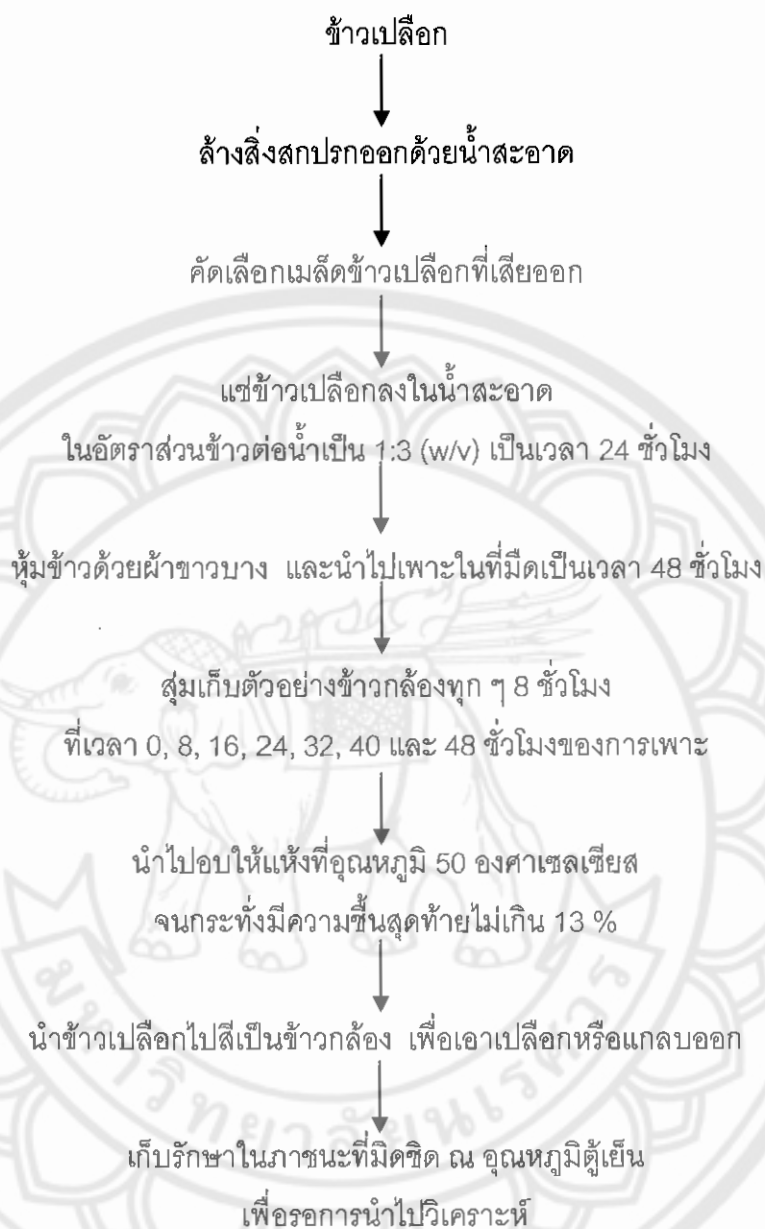 ข้าวเปลือก
ล้างสิ่งสกปรกออกด้วยน้ำสะอาด
คัดเลือกเมล็ดข้าวเปลือกที่เสียออก
แช่ข้าวเปลือกลงในน้ำสะอาด
ในอัตราส่วนข้าวต่อน้ำเป็น 1:3 (w/v) เป็นเวลา 24 ชั่วโมง
หุ้มข้าวด้วยผ้าขาวบาง และนำไปเพาะในที่มืดเป็นเวลา 48 ชั่วโมง
สุ่มเก็บตัวอย่างข้าวกล้องทุก ๆ 8 ชั่วโมง
ที่เวลา 0, 8, 16, 24, 32, 40 และ 48 ชั่วโมงของการเพาะ
นำไปอบให้แห้งที่อุณหภูมิ 50 องศาเซลเซียส
จนกระทั่งมีความชื้นสุดท้ายไม่เกิน 13 %
นำข้าวเปลือกไปสีเป็นข้าวกล้อง เพื่อเอาเปลือกหรือแกลบออก
มหาวิทยาลัยนเรศวร
เก็บรักษาในภาชนะที่มิดชิด ณ อุณหภูมิตู้เย็น
เพื่อรอการนำไปวิเคราะห์